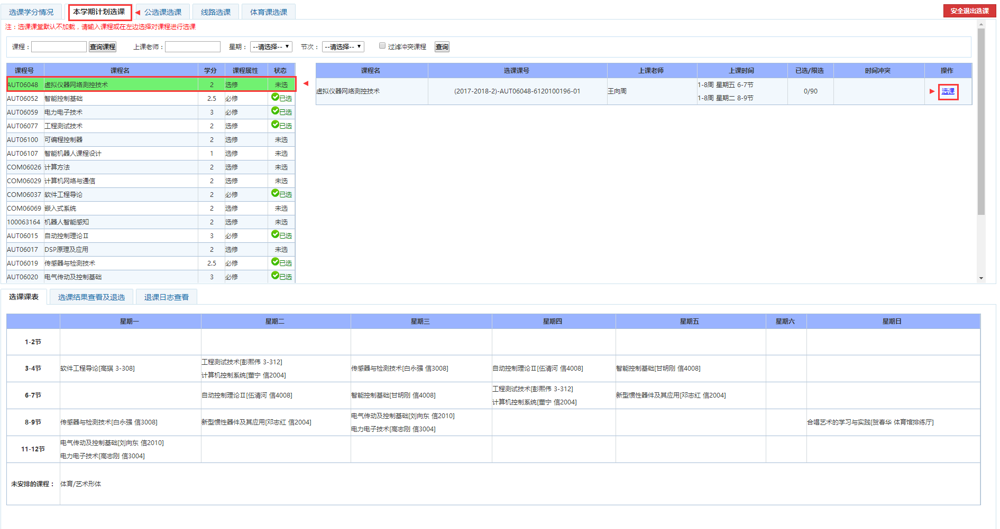 选课学分情况 本学期计划选课 公选课选课 线路选课 体育课选课 安全退出选课
注：选课课堂默认不加载，请输入课程或在左边选择对课程进行选课
课程： 查询课程 上课老师： 星期： --请选择-- 节次： --请选择-- 过滤冲突课程 查询
课程号 课程名 学分 课程属性 状态
AUT06048 虚拟仪器网络测控技术 2 选修 未选
AUT06052 智能控制基础 2.5 必修 已选
AUT06059 电力电子技术 3 必修 已选
AUT06077 工程测试技术 2 选修 已选
AUT06100 可编程控制器 2 选修 未选
AUT06107 智能机器人课程设计 1 选修 未选
COM06026 计算方法 2 选修 未选
COM06029 计算机网络与通信 2 选修 未选
COM06037 软件工程导论 2 必修 已选
COM06069 嵌入式系统 2 选修 未选
100063164 机器人智能感知 2 选修 未选
AUT06015 自动控制理论Ⅱ 3 必修 已选
AUT06017 DSP原理及应用 2 选修 未选
AUT06019 传感器与检测技术 2.5 必修 已选
AUT06020 电气传动及控制基础 3 必修 已选
课程名 选课课号 上课老师 上课时间 已选/限选 时间冲突 操作
虚拟仪器网络测控技术 (2017-2018-2)-AUT06048-6120100196-01 王向周 1-8周 星期五 6-7节 0/90 选课
1-8周 星期二 8-9节
选课课表 选课结果查看及退选 退课日志查看
星期一 星期二 星期三 星期四 星期五 星期六 星期日
1-2节
3-4节 软件工程导论[高琪 3-308] 工程测试技术[彭熙伟 3-312] 传感器与检测技术[白永强 信3008] 自动控制理论Ⅱ[伍清河 信4008] 智能控制基础[甘明刚 信4008]
计算机控制系统[董宁 信2004]
6-7节 自动控制理论Ⅱ[伍清河 信4008] 智能控制基础[甘明刚 信4008] 工程测试技术[彭熙伟 3-312] 新型惯性器件及其应用[邓志红 信2004]
计算机控制系统[董宁 信2004]
8-9节 传感器与检测技术[白永强 信3008] 新型惯性器件及其应用[邓志红 信2004] 电气传动及控制基础[刘向东 信2010] 合唱艺术的学习与实践[贺春华 体育馆排练厅]
电力电子技术[高志刚 信3004]
11-12节 电气传动及控制基础[刘向东 信2010]
电力电子技术[高志刚 信3004]
未安排的课程： 体育/艺术形体